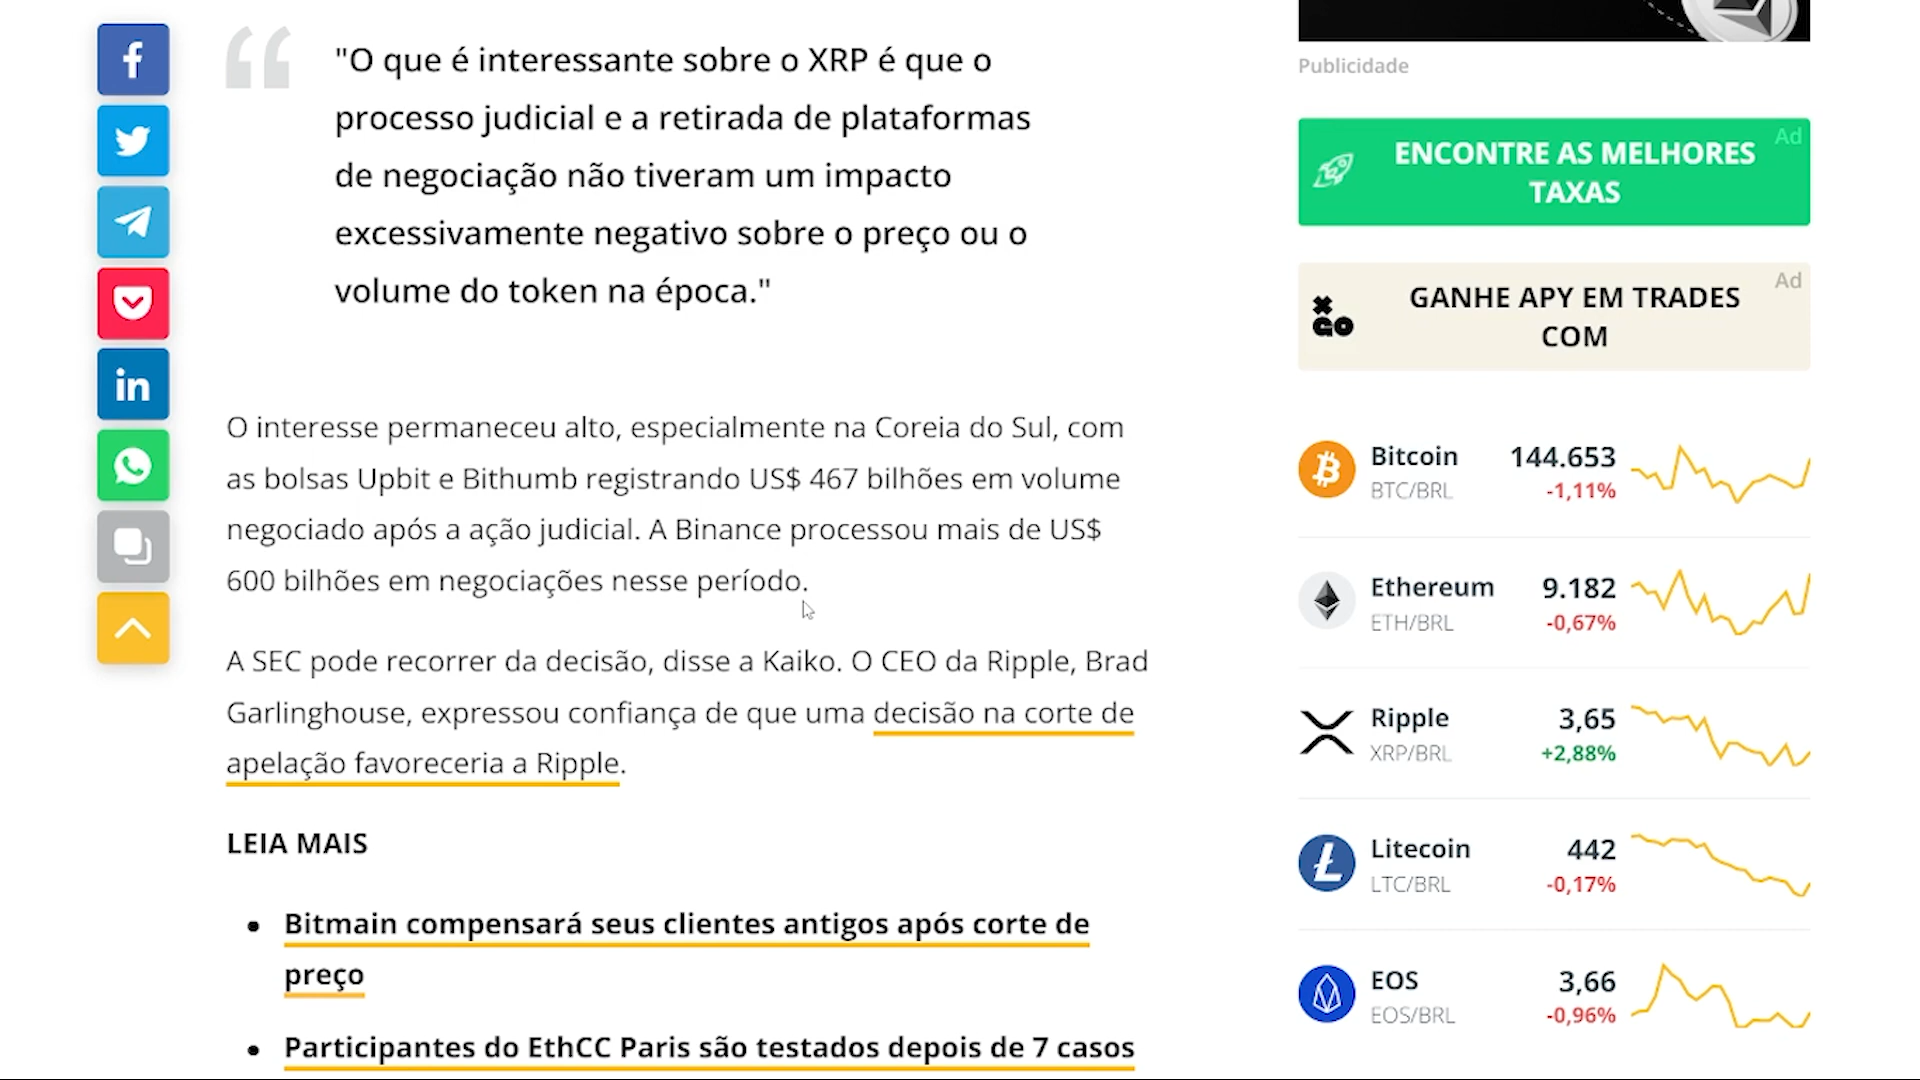 "O que é interessante sobre o XRP é que o
processo judicial e a retirada de plataformas
de negociação não tiveram um impacto
excessivamente negativo sobre o preço ou o
volume do token na época."
O interesse permaneceu alto, especialmente na Coreia do Sul, com
as bolsas Upbit e Bithumb registrando US$ 467 bilhões em volume
negociado após a ação judicial. A Binance processou mais de US$
600 bilhões em negociações nesse período.
A SEC pode recorrer da decisão, disse a Kaiko. O CEO da Ripple, Brad
Garlinghouse, expressou confiança de que uma decisão na corte de
apelação favoreceria a Ripple.
LEIA MAIS
• Bitmain compensará seus clientes antigos após corte de
preço
• Participantes do EthCC Paris são testados depois de 7 casos
Publicidade
Ad
ENCONTRE AS MELHORES
TAXAS
Ad
GANHE APY EM TRADES
COM
GO
Bitcoin 144.653
BTC/BRL -1,11%
Ethereum 9.182
ETH/BRL -0,67%
Ripple 3,65
XRP/BRL +2,88%
Litecoin 442
LTC/BRL -0,17%
EOS 3,66
EOS/BRL -0,96%